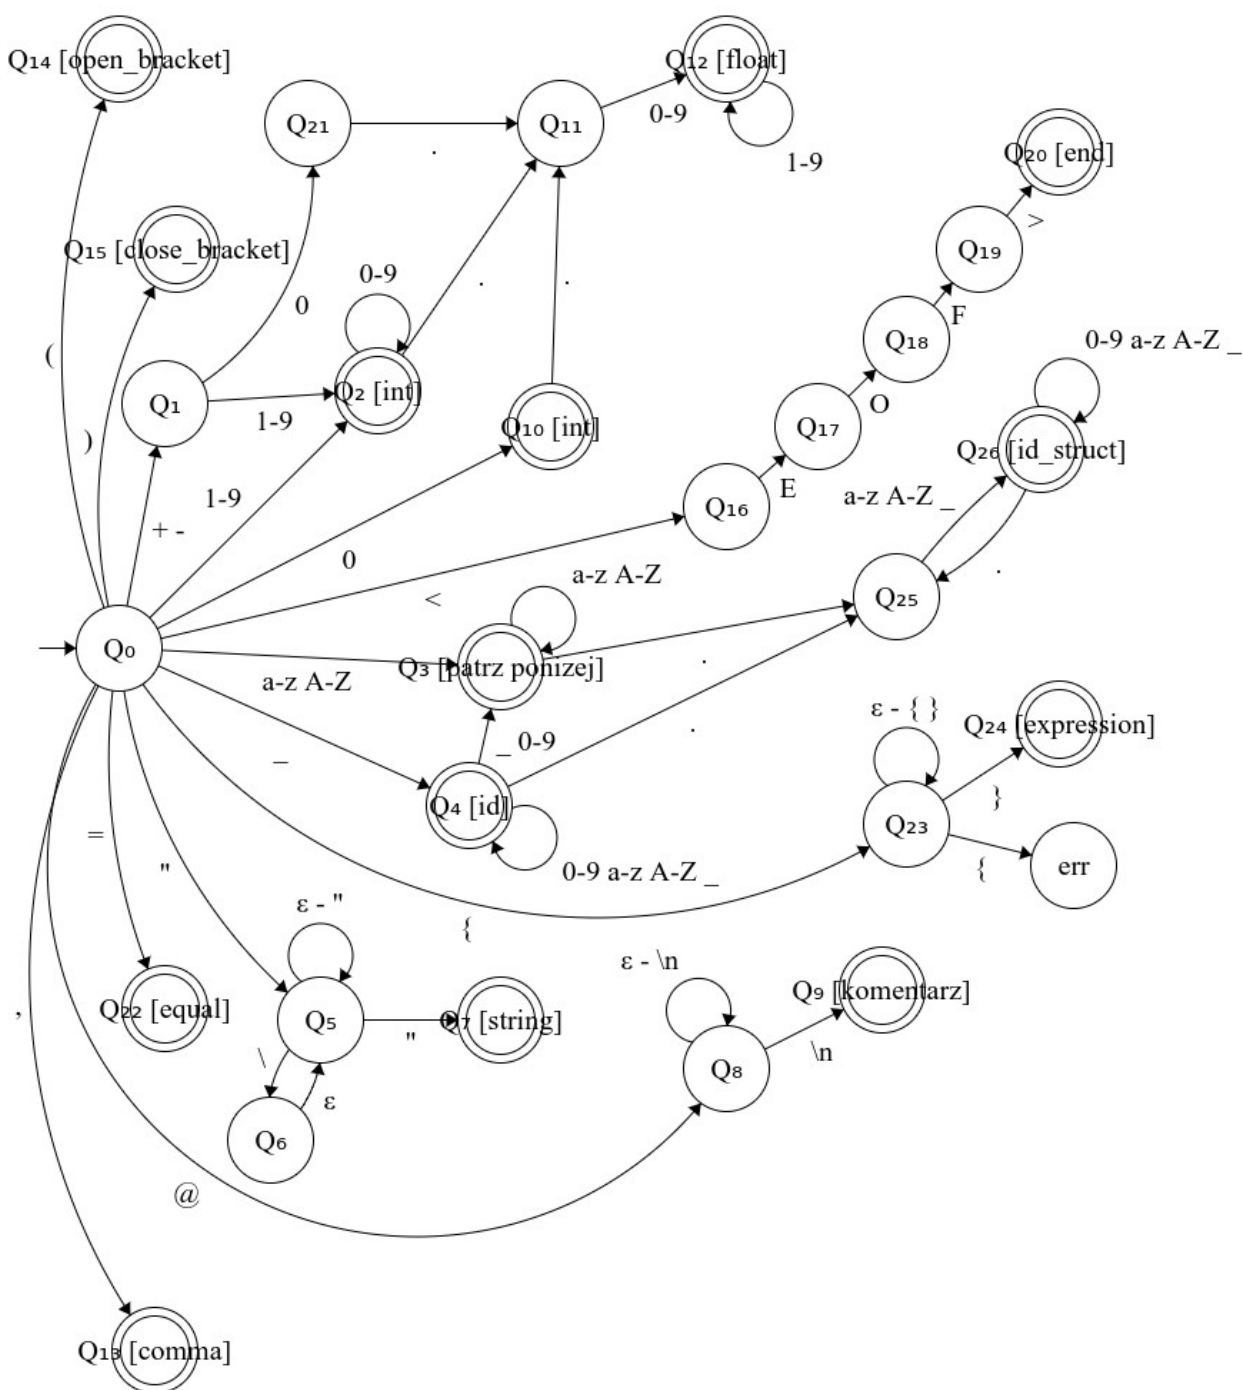 Q₁₄ [open_bracket]
Q₁₂ [float]
Q₂₁
Q₁₁
0-9
.
1-9
Q₂₀ [end]
>
Q₁₅ [close_bracket]
Q₁₉
0-9
.
.
0
F
Q₁₈
0-9 a-z A-Z _
(
Q₁
Q₂ [int]
O
1-9
Q₁₀ [int]
Q₁₇
)
Q₂₆ [id_struct]
E
a-z A-Z _
1-9
Q₁₆
+ -
0
a-z A-Z
.
<
Q₂₅
Q₀
Q₃ [patrz ponizej]
.
a-z A-Z
ε - { }
Q₂₄ [expression]
.
_ 0-9
_
}
Q₄ [id]
Q₂₃
=
"
0-9 a-z A-Z _
{
err
ε - "
{
ε - \n
Q₉ [komentarz]
Q₂₂ [equal]
,
Q₅
Q₇ [string]
"
\n
\
Q₈
ε
Q₆
@
Q₁₃ [comma]